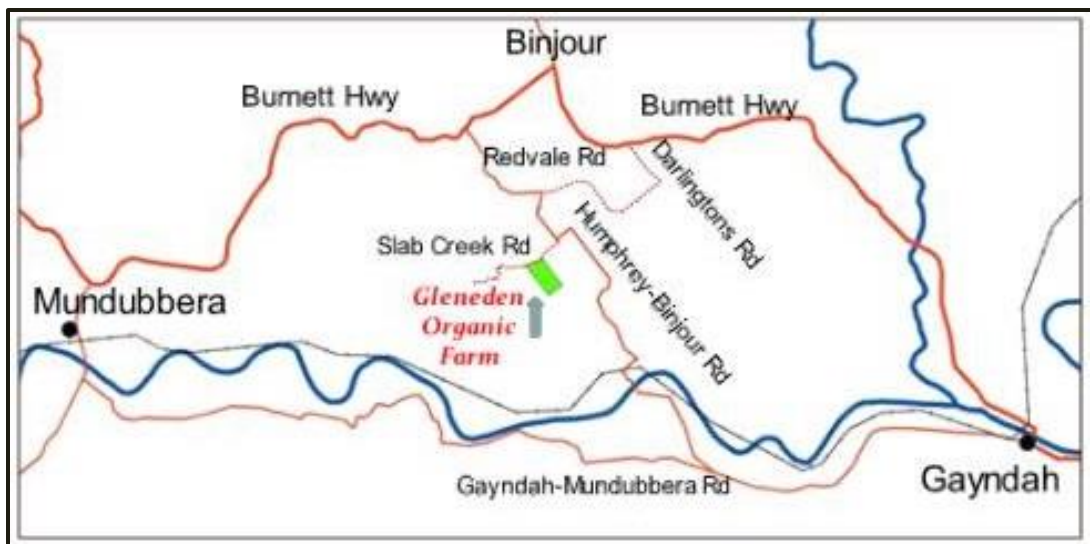 Binjour
Burnett Hwy
Burnett Hwy
Redvale Rd
Darlingtons Rd
Humphrey-Binjour Rd
Slab Creek Rd
Gleneden
Organic
Farm
Mundubbera
Gayndah-Mundubbera Rd
Gayndah